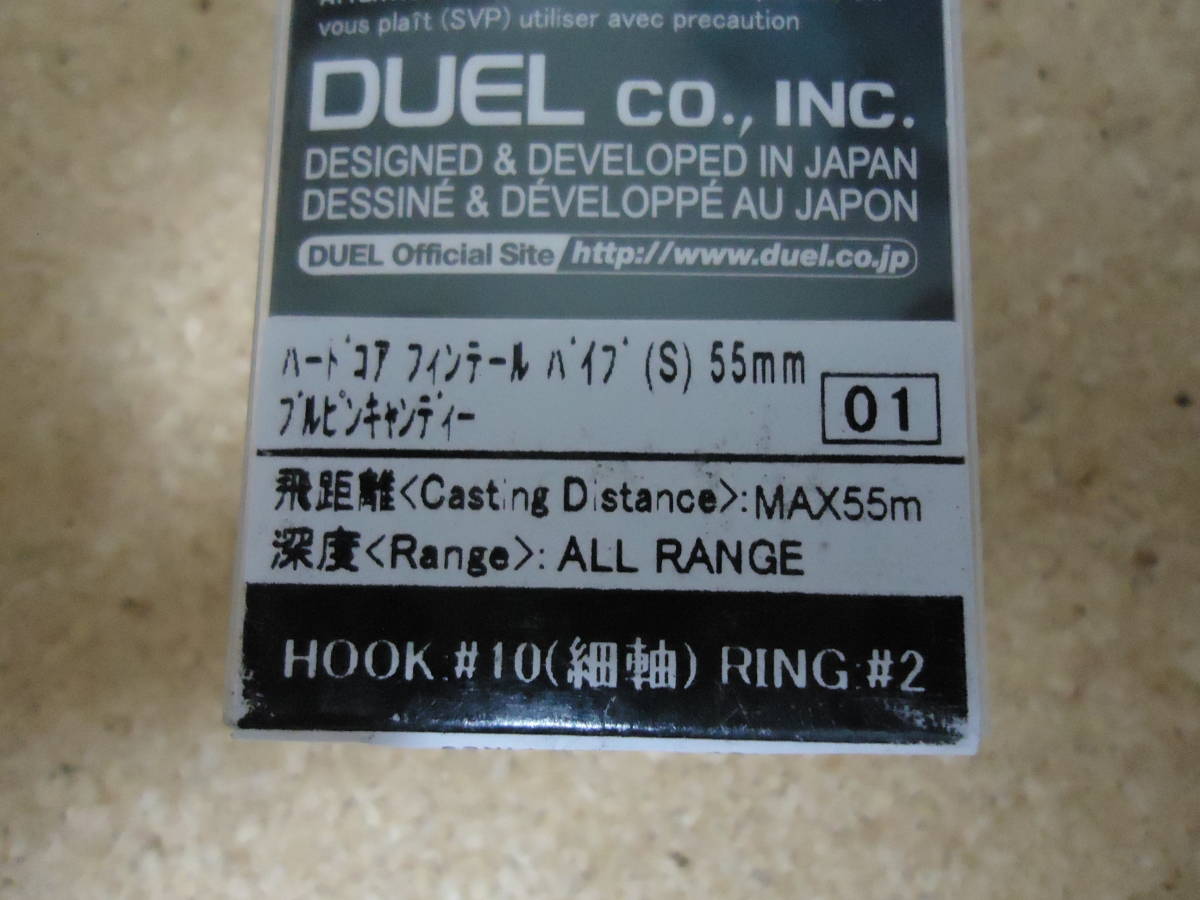 vous plaît (SVP) utiliser avec precaution
DUEL CO., INC.
DESIGNED & DEVELOPED IN JAPAN
DESSINÉ & DÉVELOPPÉ AU JAPON
DUEL Official Site http://www.duel.co.jp
ﾊｰﾄﾞｺｱ ﾌｨﾝﾃｰﾙ ﾊﾞｲﾌﾞ (S) 55mm
ﾌﾞﾙﾋﾟﾝｷｬﾝﾃﾞｨｰ 01
飛距離<Casting Distance>:MAX55m
深度<Range>:ALL RANGE
HOOK:#10(細軸) RING:#2